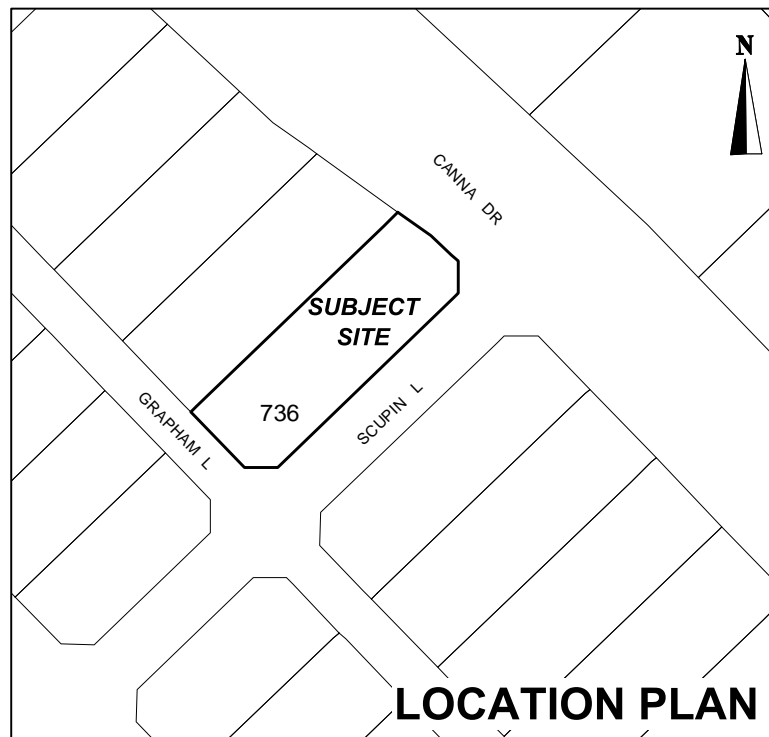 N
CANNA DR
SUBJECT
SITE
736
GRAPHAM L
SCUPIN L
LOCATION PLAN